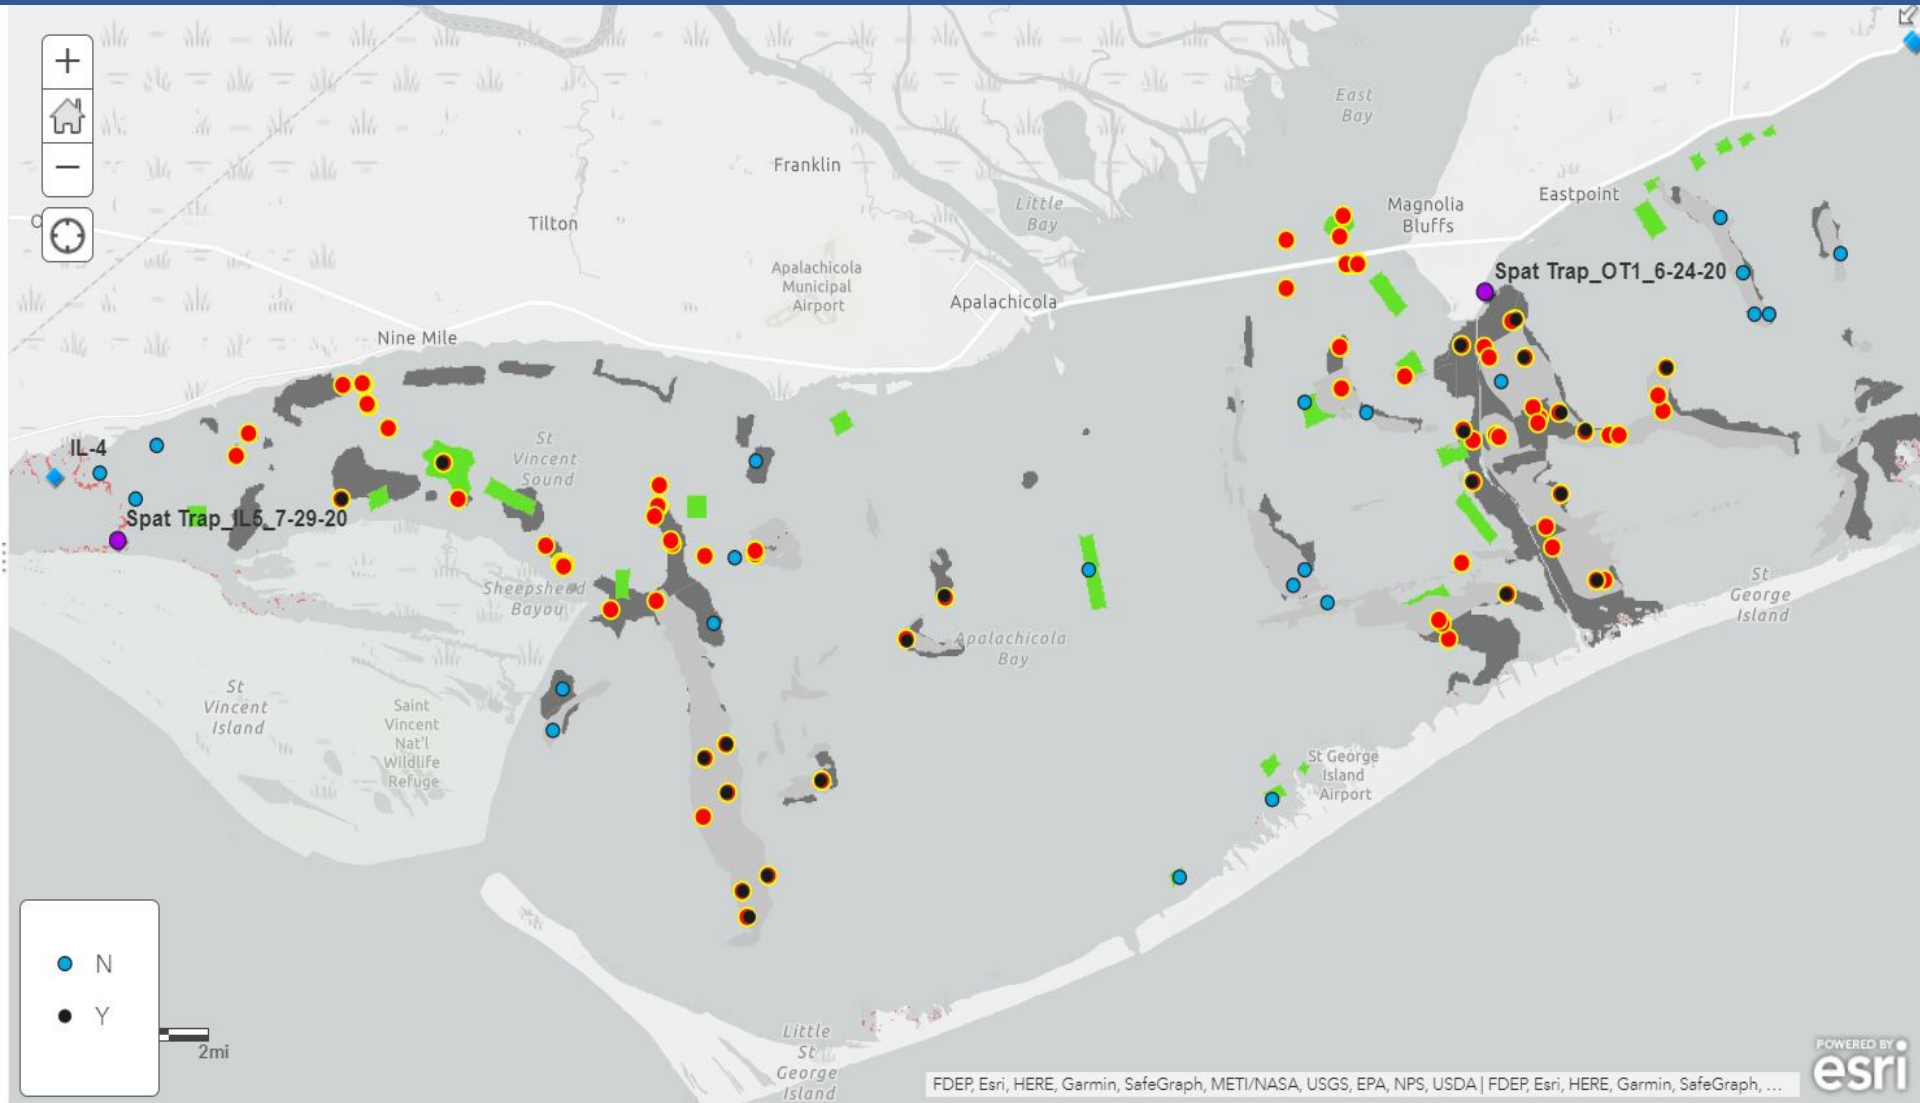 +
East
Bay
Franklin
Tilton
Little
Bay
Magnolia
Bluffs
Eastpoint
Apalachicola
Municipal
Airport
Spat Trap_OT1_6-24-20
Apalachicola
Nine Mile
IL-4
St
Vincent
Sound
Spat Trap_IL5_7-29-20
Sheepshead
Bayou
St
George
Island
Apalachicola
Bay
St
Vincent
Island
Saint
Vincent
Nat'l
Wildlife
Refuge
St George
Island
Airport
N
Y
2mi
Little
St
George
Island
FDEP, Esri, HERE, Garmin, SafeGraph, METI/NASA, USGS, EPA, NPS, USDA | FDEP, Esri, HERE, Garmin, SafeGraph, ...
POWERED BY
esri